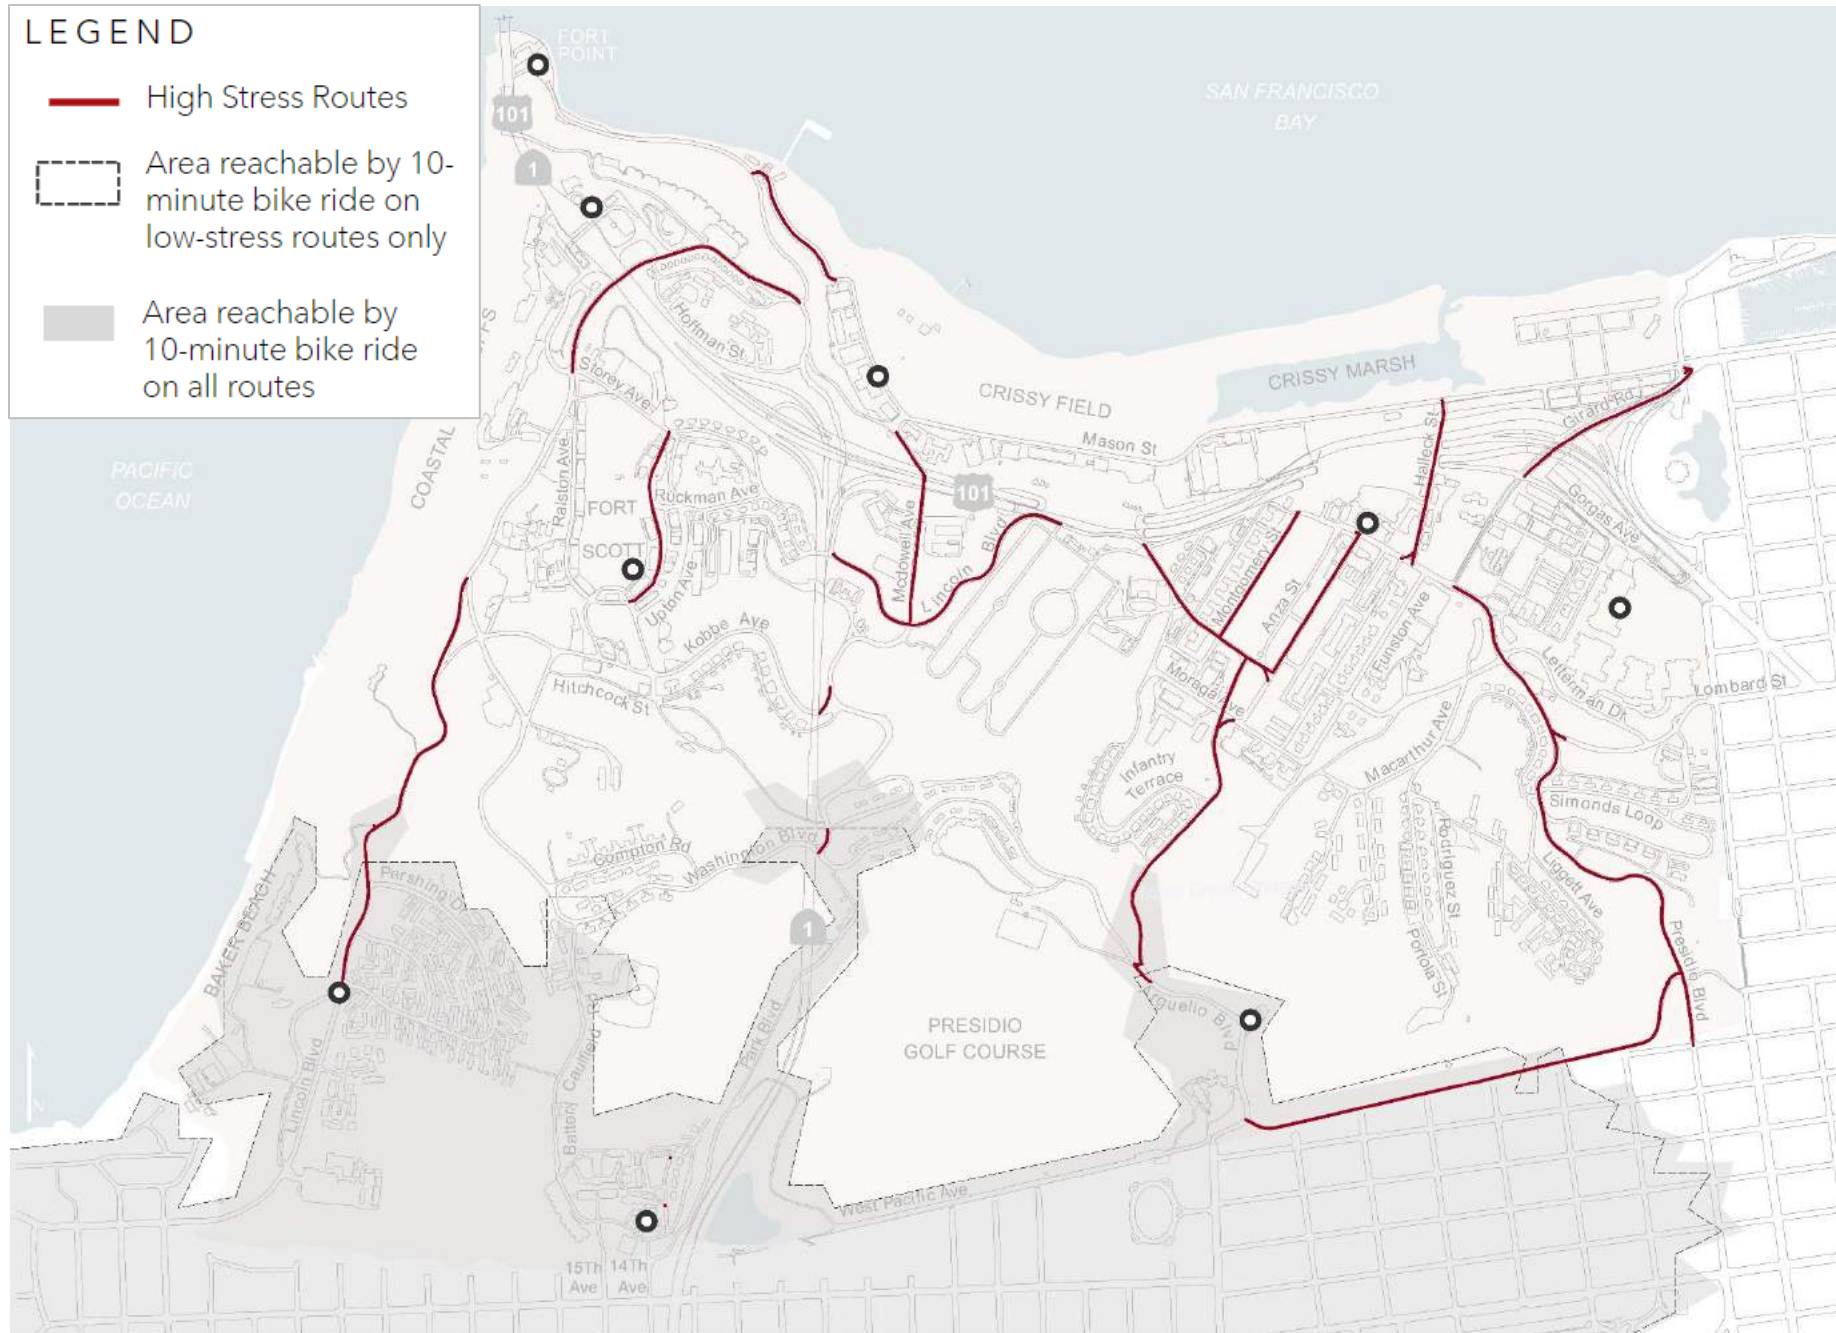 LEGEND
High Stress Routes
Area reachable by 10-
minute bike ride on
low-stress routes only
Area reachable by
10-minute bike ride
on all routes
FORT
POINT
101
1
SAN FRANCISCO
BAY
PACIFIC
OCEAN
COASTAL
Hoffman St
Storey Ave
CRISSY FIELD
CRISSY MARSH
Mason St
Girard Rd
Halleck St
Ralston Ave
FORT
SCOTT
Ruckman Ave
Upton Ave
101
Mcdowell Ave
Lincoln Blvd
Montgomery St
Anza St
Funston Ave
Gorgas Ave
Kobbe Ave
Hitchcock St
Moraga Ave
Letterman Dr
Lombard St
Infantry
Terrace
Macarthur Ave
Simonds Loop
Compton Rd
Washington Blvd
Rodriguez St
Liggett Ave
Pershing Dr
BAKER BEACH
1
Portola St
Presidio Blvd
Arguello Blvd
PRESIDIO
GOLF COURSE
Park Blvd
Lincoln Blvd
Battery Caulfield Rd
West Pacific Ave
15Th
Ave
14Th
Ave
N